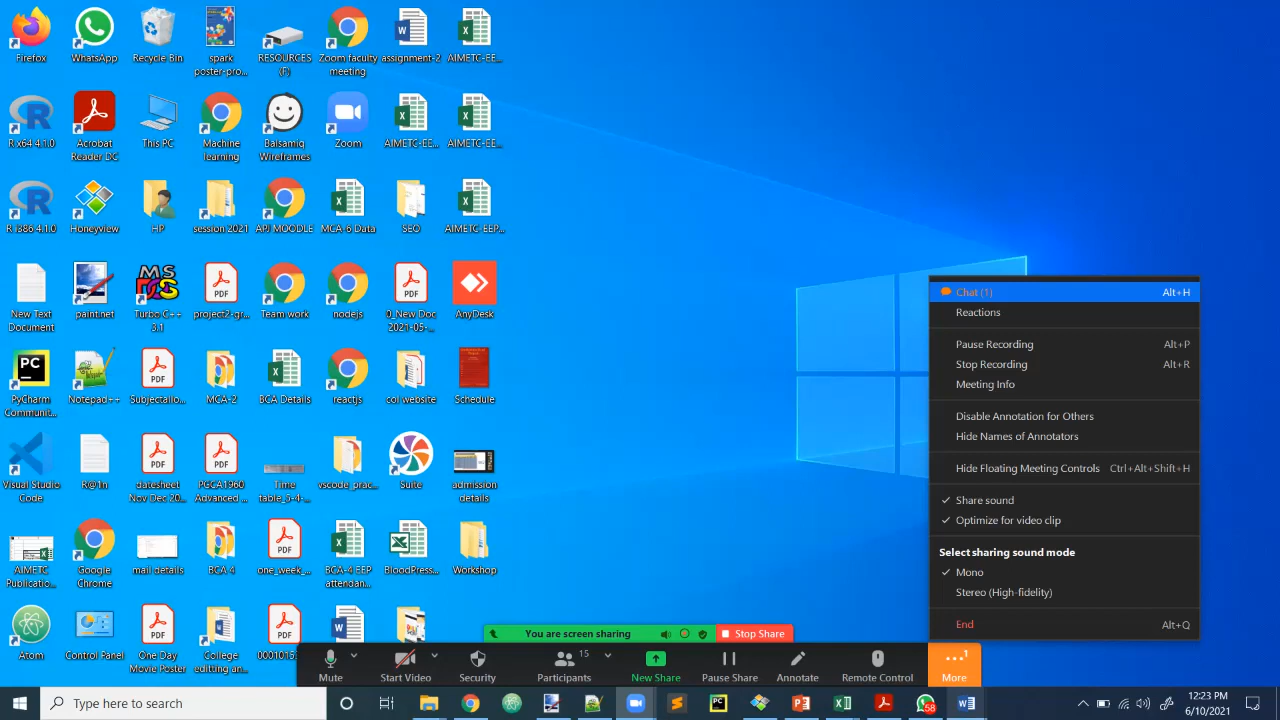 Firefox
WhatsApp
Recycle Bin
spark
poster-pro...
RESOURCES
(F)
Zoom faculty
meeting
assignment-2
AIMETC-EE...
R x64 4.1.0
Acrobat
Reader DC
This PC
Machine
learning
Balsamiq
Wireframes
Zoom
AIMETC-EE...
AIMETC-EE...
R i386 4.1.0
Honeyview
HP
session 2021
APJ MOODLE
MCA-6 Data
SEO
AIMETC-EEP...
New Text
Document
paint.net
Turbo C++
3.1
project2-gr...
Team work
nodejs
0_New Doc
2021-05-...
AnyDesk
PyCharm
Communit...
Notepad++
Subjectallo...
MCA-2
BCA Details
reactjs
coi website
Schedule
Visual Studio
Code
R@1n
datesheet
Nov Dec 20...
PGCA1960
Advanced...
Time
table_5-4-...
vscode_prac...
Suite
admission
details
AIMETC
Publicatio...
Google
Chrome
mail details
BCA 4
one_week_...
BCA-4 EEP
attendan...
BloodPress...
Workshop
Atom
Control Panel
One Day
Movie Poster
College
editting an...
Chat (1) Alt+H
Reactions
Pause Recording Alt+P
Stop Recording Alt+R
Meeting Info
Disable Annotation for Others
Hide Names of Annotators
Hide Floating Meeting Controls Ctrl+Alt+Shift+H
Share sound
Optimize for video clip
Select sharing sound mode
Mono
Stereo (High-fidelity)
End Alt+Q
You are screen sharing
Stop Share
Mute
Start Video
Security
Participants 15
New Share
Pause Share
Annotate
Remote Control
More 1
Type here to search
58
12:23 PM
6/10/2021